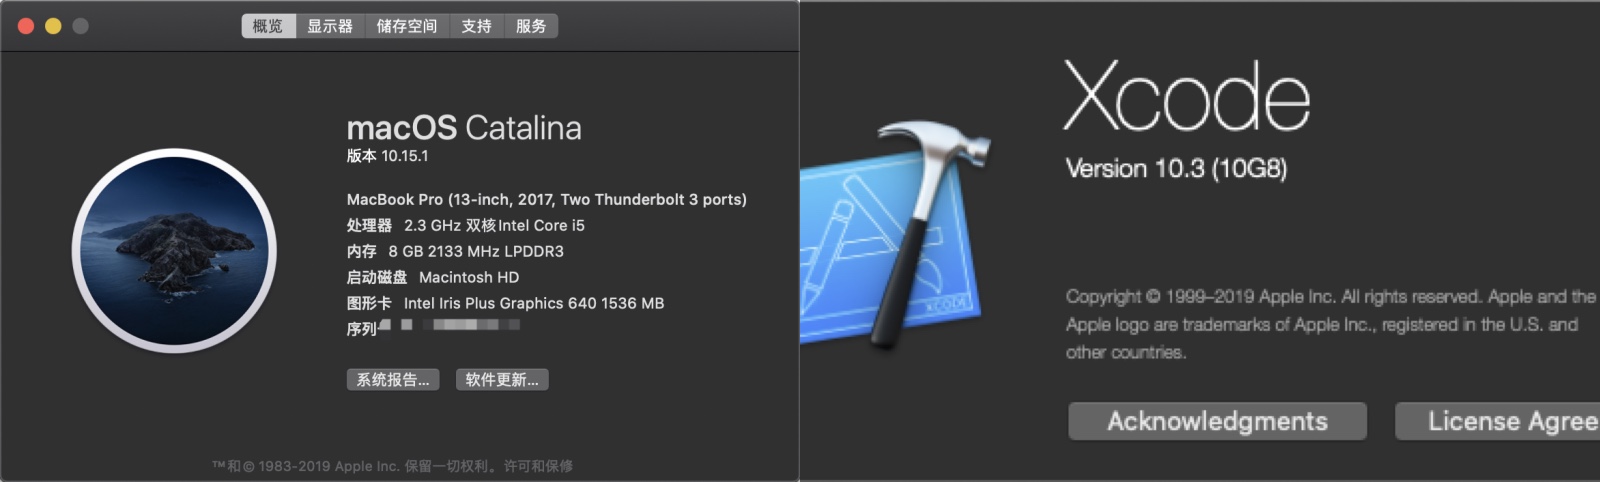 概览 显示器 储存空间 支持 服务
macOS Catalina
版本 10.15.1
MacBook Pro (13-inch, 2017, Two Thunderbolt 3 ports)
处理器 2.3 GHz 双核Intel Core i5
内存 8 GB 2133 MHz LPDDR3
启动磁盘 Macintosh HD
图形卡 Intel Iris Plus Graphics 640 1536 MB
序列
系统报告... 软件更新...
™和© 1983-2019 Apple Inc. 保留一切权利。许可和保修
XCODE
Xcode
Version 10.3 (10G8)
Copyright © 1999–2019 Apple Inc. All rights reserved. Apple and the
Apple logo are trademarks of Apple Inc., registered in the U.S. and
other countries.
Acknowledgments License Agree